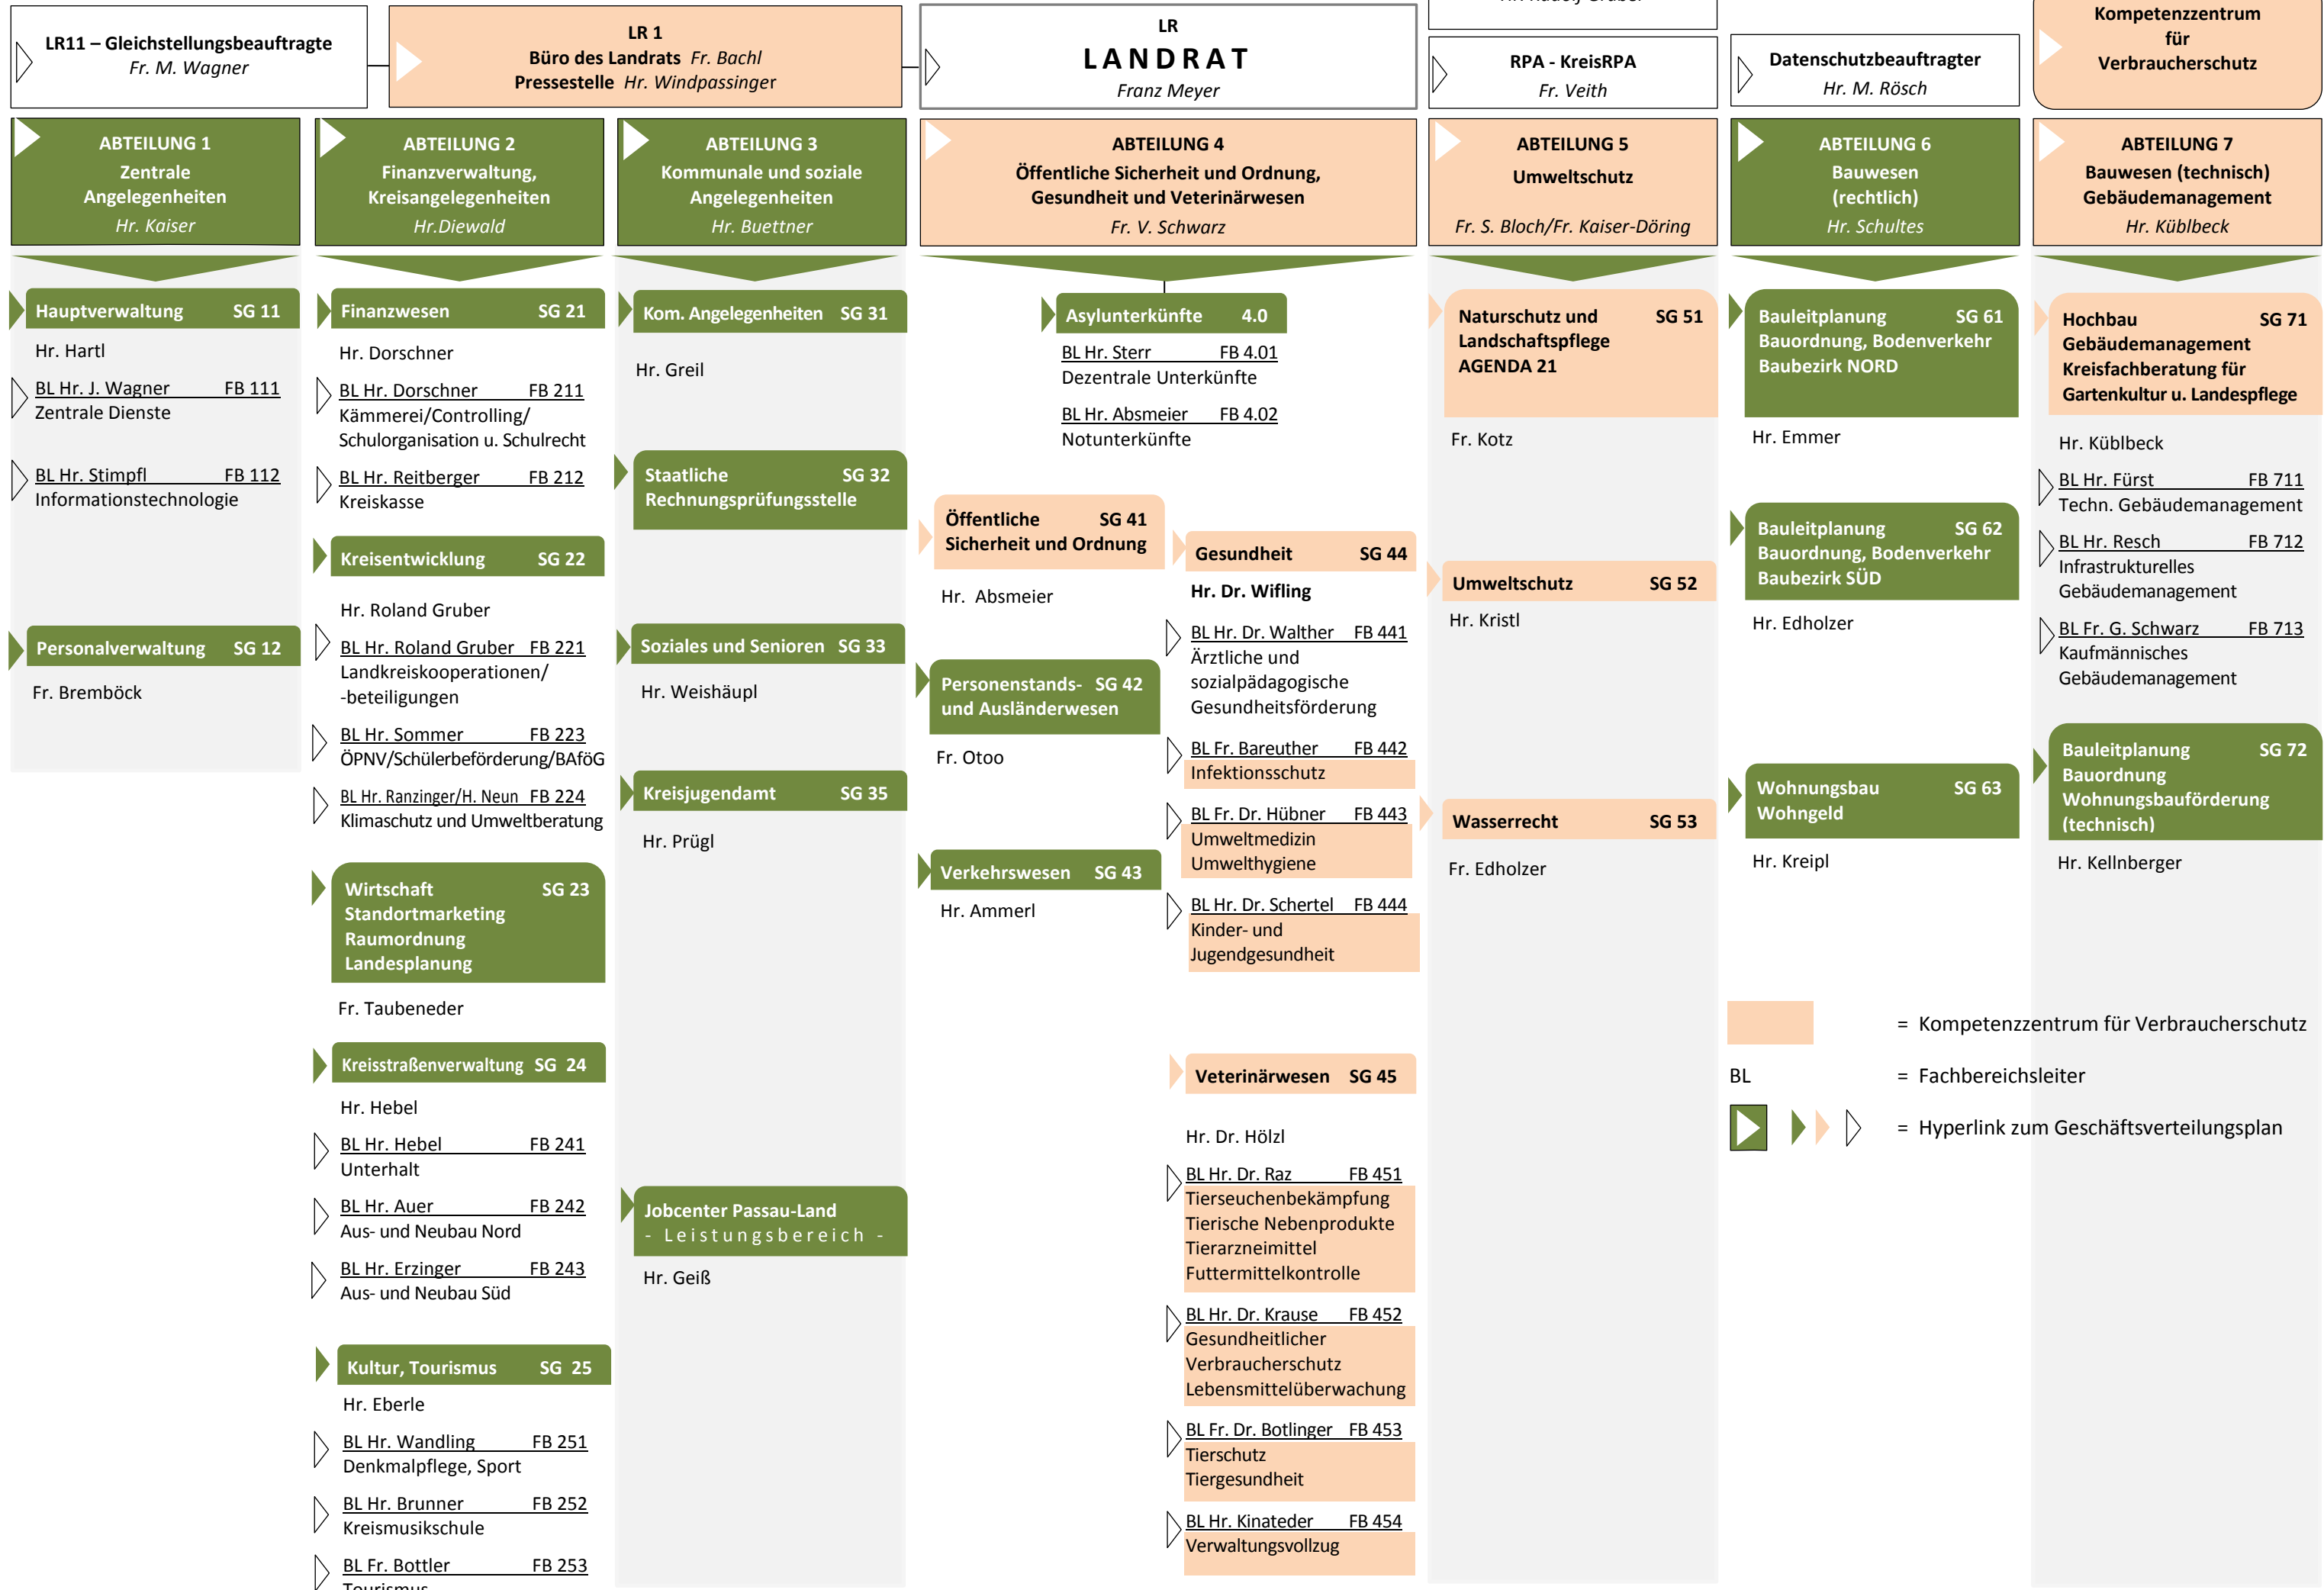 Hr. Rudolf Gruber
LR11 – Gleichstellungsbeauftragte
Fr. M. Wagner
LR 1
Büro des Landrats Fr. Bachl
Pressestelle Hr. Windpassinger
LR
LANDRAT
Franz Meyer
RPA - KreisRPA
Fr. Veith
Datenschutzbeauftragter
Hr. M. Rösch
Kompetenzzentrum
für
Verbraucherschutz
ABTEILUNG 1
Zentrale
Angelegenheiten
Hr. Kaiser
ABTEILUNG 2
Finanzverwaltung,
Kreisangelegenheiten
Hr.Diewald
ABTEILUNG 3
Kommunale und soziale
Angelegenheiten
Hr. Buettner
ABTEILUNG 4
Öffentliche Sicherheit und Ordnung,
Gesundheit und Veterinärwesen
Fr. V. Schwarz
ABTEILUNG 5
Umweltschutz
Fr. S. Bloch/Fr. Kaiser-Döring
ABTEILUNG 6
Bauwesen
(rechtlich)
Hr. Schultes
ABTEILUNG 7
Bauwesen (technisch)
Gebäudemanagement
Hr. Küblbeck
Hauptverwaltung SG 11
Hr. Hartl
BL Hr. J. Wagner FB 111
Zentrale Dienste
BL Hr. Stimpfl FB 112
Informationstechnologie
Personalverwaltung SG 12
Fr. Bremböck
Finanzwesen SG 21
Hr. Dorschner
BL Hr. Dorschner FB 211
Kämmerei/Controlling/
Schulorganisation u. Schulrecht
BL Hr. Reitberger FB 212
Kreiskasse
Kreisentwicklung SG 22
Hr. Roland Gruber
BL Hr. Roland Gruber FB 221
Landkreiskooperationen/
-beteiligungen
BL Hr. Sommer FB 223
ÖPNV/Schülerbeförderung/BAföG
BL Hr. Ranzinger/H. Neun FB 224
Klimaschutz und Umweltberatung
Wirtschaft SG 23
Standortmarketing
Raumordnung
Landesplanung
Fr. Taubeneder
Kreisstraßenverwaltung SG 24
Hr. Hebel
BL Hr. Hebel FB 241
Unterhalt
BL Hr. Auer FB 242
Aus- und Neubau Nord
BL Hr. Erzinger FB 243
Aus- und Neubau Süd
Kultur, Tourismus SG 25
Hr. Eberle
BL Hr. Wandling FB 251
Denkmalpflege, Sport
BL Hr. Brunner FB 252
Kreismusikschule
BL Fr. Bottler FB 253
Tourismus
Kom. Angelegenheiten SG 31
Hr. Greil
Staatliche SG 32
Rechnungsprüfungsstelle
Soziales und Senioren SG 33
Hr. Weishäupl
Kreisjugendamt SG 35
Hr. Prügl
Jobcenter Passau-Land
- Leistungsbereich -
Hr. Geiß
Asylunterkünfte 4.0
BL Hr. Sterr FB 4.01
Dezentrale Unterkünfte
BL Hr. Absmeier FB 4.02
Notunterkünfte
Öffentliche SG 41
Sicherheit und Ordnung
Hr. Absmeier
Personenstands- SG 42
und Ausländerwesen
Fr. Otoo
Verkehrswesen SG 43
Hr. Ammerl
Gesundheit SG 44
Hr. Dr. Wifling
BL Hr. Dr. Walther FB 441
Ärztliche und
sozialpädagogische
Gesundheitsförderung
BL Fr. Bareuther FB 442
Infektionsschutz
BL Fr. Dr. Hübner FB 443
Umweltmedizin
Umwelthygiene
BL Hr. Dr. Schertel FB 444
Kinder- und
Jugendgesundheit
Veterinärwesen SG 45
Hr. Dr. Hölzl
BL Hr. Dr. Raz FB 451
Tierseuchenbekämpfung
Tierische Nebenprodukte
Tierarzneimittel
Futtermittelkontrolle
BL Hr. Dr. Krause FB 452
Gesundheitlicher
Verbraucherschutz
Lebensmittelüberwachung
BL Fr. Dr. Botlinger FB 453
Tierschutz
Tiergesundheit
BL Hr. Kinateder FB 454
Verwaltungsvollzug
Naturschutz und SG 51
Landschaftspflege
AGENDA 21
Fr. Kotz
Umweltschutz SG 52
Hr. Kristl
Wasserrecht SG 53
Fr. Edholzer
Bauleitplanung SG 61
Bauordnung, Bodenverkehr
Baubezirk NORD
Hr. Emmer
Bauleitplanung SG 62
Bauordnung, Bodenverkehr
Baubezirk SÜD
Hr. Edholzer
Wohnungsbau SG 63
Wohngeld
Hr. Kreipl
Hochbau SG 71
Gebäudemanagement
Kreisfachberatung für
Gartenkultur u. Landespflege
Hr. Küblbeck
BL Hr. Fürst FB 711
Techn. Gebäudemanagement
BL Hr. Resch FB 712
Infrastrukturelles
Gebäudemanagement
BL Fr. G. Schwarz FB 713
Kaufmännisches
Gebäudemanagement
Bauleitplanung SG 72
Bauordnung
Wohnungsbauförderung
(technisch)
Hr. Kellnberger
= Kompetenzzentrum für Verbraucherschutz
BL = Fachbereichsleiter
= Hyperlink zum Geschäftsverteilungsplan